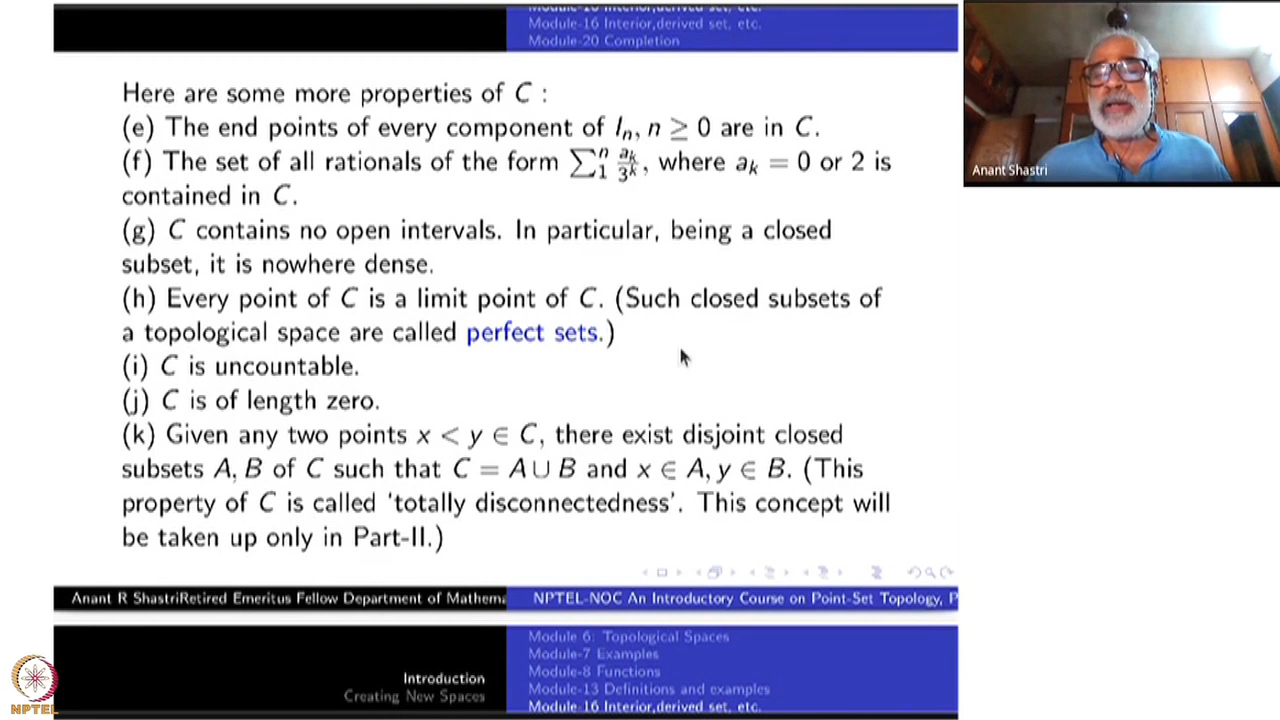 Module-16 Interior,derived set, etc.
Module-20 Completion
Here are some more properties of C :
(e) The end points of every component of Iₙ, n ≥ 0 are in C.
(f) The set of all rationals of the form ∑₁ⁿ aₖ/3ᵏ, where aₖ = 0 or 2 is
contained in C.
(g) C contains no open intervals. In particular, being a closed
subset, it is nowhere dense.
(h) Every point of C is a limit point of C. (Such closed subsets of
a topological space are called perfect sets.)
(i) C is uncountable.
(j) C is of length zero.
(k) Given any two points x < y ∈ C, there exist disjoint closed
subsets A, B of C such that C = A ∪ B and x ∈ A, y ∈ B. (This
property of C is called 'totally disconnectedness'. This concept will
be taken up only in Part-II.)
Anant R ShastriRetired Emeritus Fellow Department of Mathema
NPTEL-NOC An Introductory Course on Point-Set Topology, P
Module 6: Topological Spaces
Module-7 Examples
Module-8 Functions
Introduction
Module-13 Definitions and examples
Creating New Spaces
Module-16 Interior,derived set, etc.
Anant Shastri
NPTEL